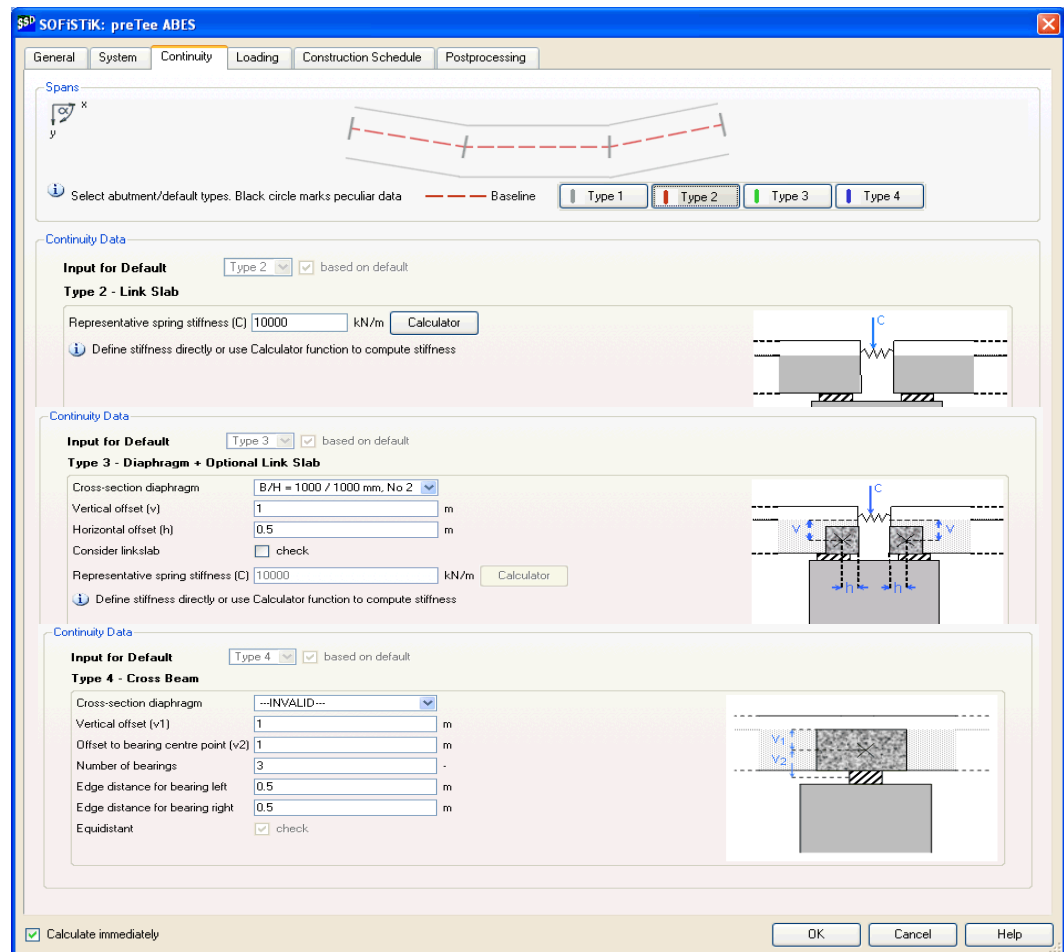 SSD SOFiSTiK: preTee ABES
General System Continuity Loading Construction Schedule Postprocessing
Spans
α x
y
Select abutment/default types. Black circle marks peculiar data Baseline Type 1 Type 2 Type 3 Type 4
Continuity Data
Input for Default Type 2 based on default
Type 2 - Link Slab
Representative spring stiffness (C) 10000 kN/m Calculator
Define stiffness directly or use Calculator function to compute stiffness
C
Continuity Data
Input for Default Type 3 based on default
Type 3 - Diaphragm + Optional Link Slab
Cross-section diaphragm B/H = 1000 / 1000 mm, No 2
Vertical offset (v) 1 m
Horizontal offset (h) 0.5 m
Consider linkslab check
Representative spring stiffness (C) 10000 kN/m Calculator
Define stiffness directly or use Calculator function to compute stiffness
C
v v
h h
Continuity Data
Input for Default Type 4 based on default
Type 4 - Cross Beam
Cross-section diaphragm ---INVALID---
Vertical offset (v1) 1 m
Offset to bearing centre point (v2) 1 m
Number of bearings 3 -
Edge distance for bearing left 0.5 m
Edge distance for bearing right 0.5 m
Equidistant check
v1
v2
Calculate immediately OK Cancel Help